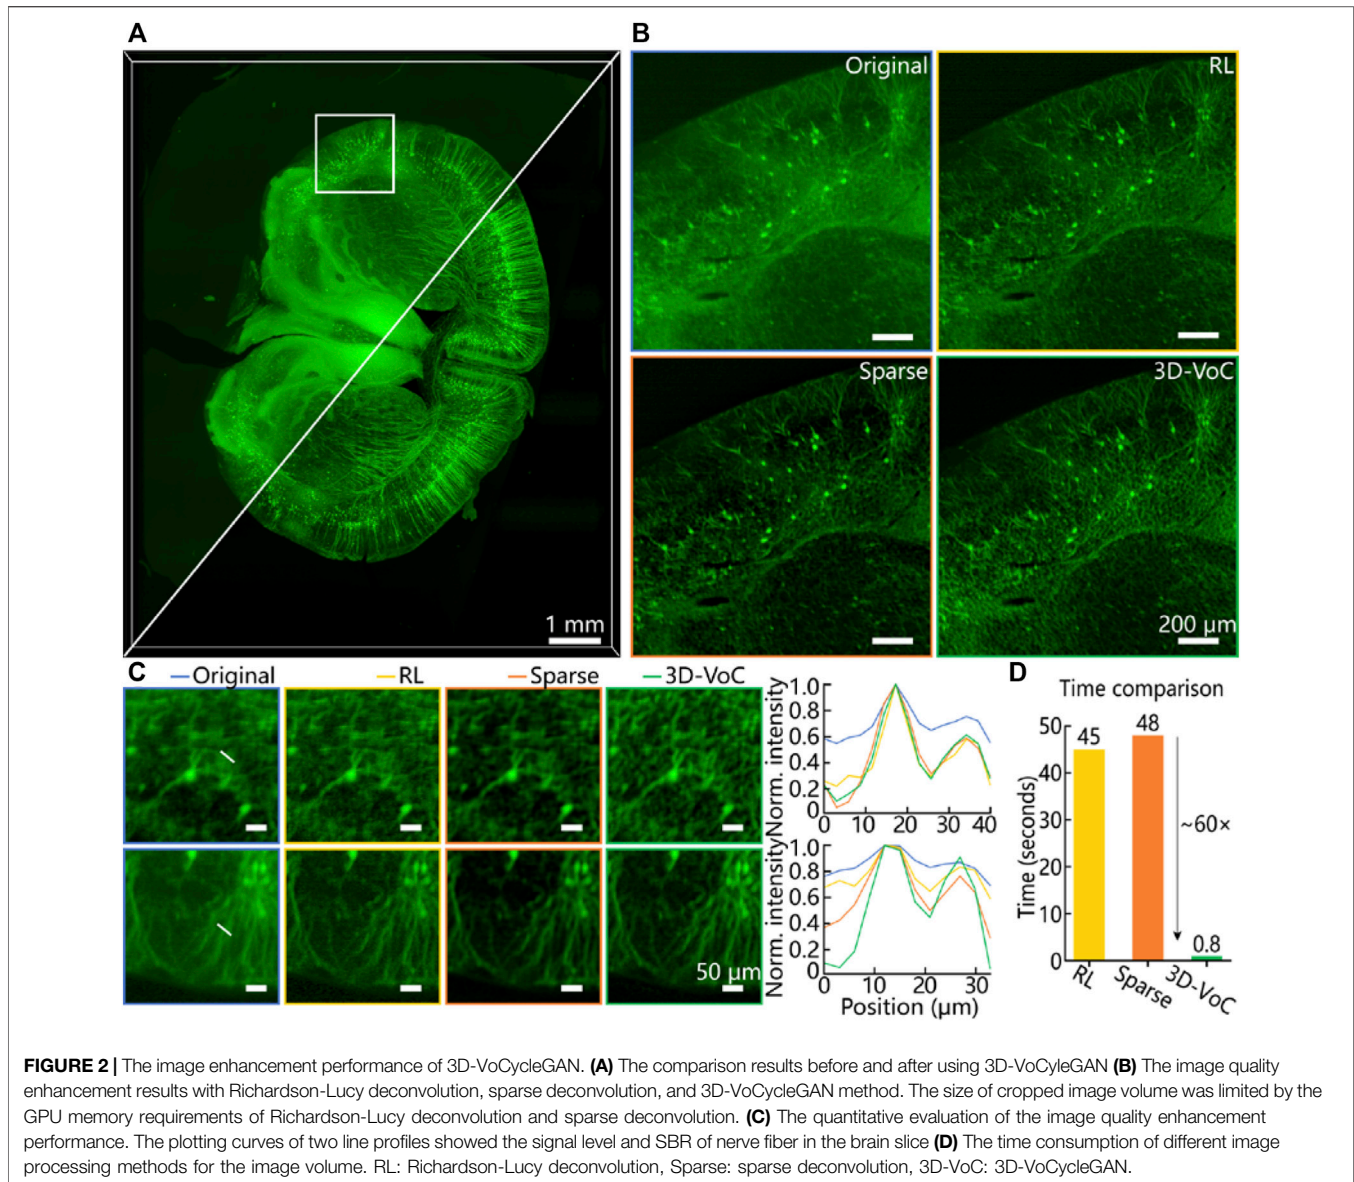 A
1 mm
B
Original
RL
Sparse
3D-VoC
200 µm
C
Original
RL
Sparse
3D-VoC
50 µm
Norm. intensity
1.0
0.8
0.6
0.4
0.2
0
0 10 20 30 40
Norm. intensity
1.0
0.8
0.6
0.4
0.2
0
0 10 20 30
Position (µm)
D
Time comparison
Time (seconds)
50
40
30
20
10
0
45
48
0.8
~60×
RL
Sparse
3D-VoC
FIGURE 2 | The image enhancement performance of 3D-VoCycleGAN. (A) The comparison results before and after using 3D-VoCyleGAN (B) The image quality
enhancement results with Richardson-Lucy deconvolution, sparse deconvolution, and 3D-VoCycleGAN method. The size of cropped image volume was limited by the
GPU memory requirements of Richardson-Lucy deconvolution and sparse deconvolution. (C) The quantitative evaluation of the image quality enhancement
performance. The plotting curves of two line profiles showed the signal level and SBR of nerve fiber in the brain slice (D) The time consumption of different image
processing methods for the image volume. RL: Richardson-Lucy deconvolution, Sparse: sparse deconvolution, 3D-VoC: 3D-VoCycleGAN.